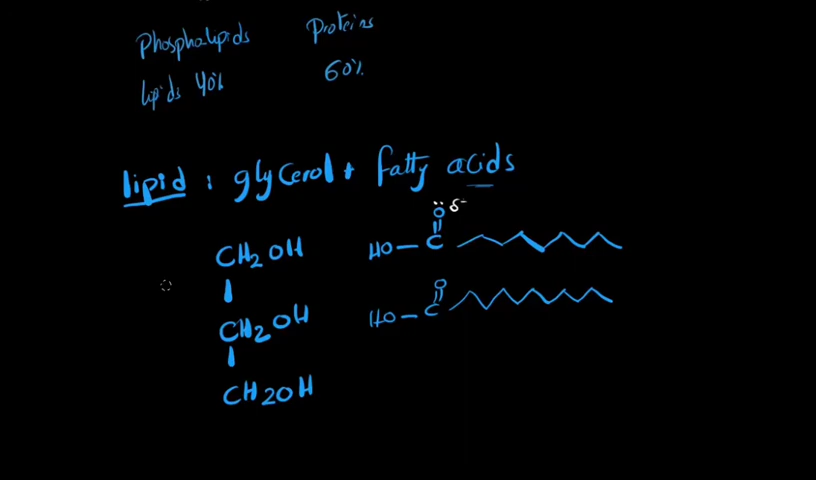 Phospholipids Proteins
lipids 40% 60%
lipid : glycerol + fatty acids
O δ-
CH2OH HO - C
O
CH2OH HO - C
CH2OH